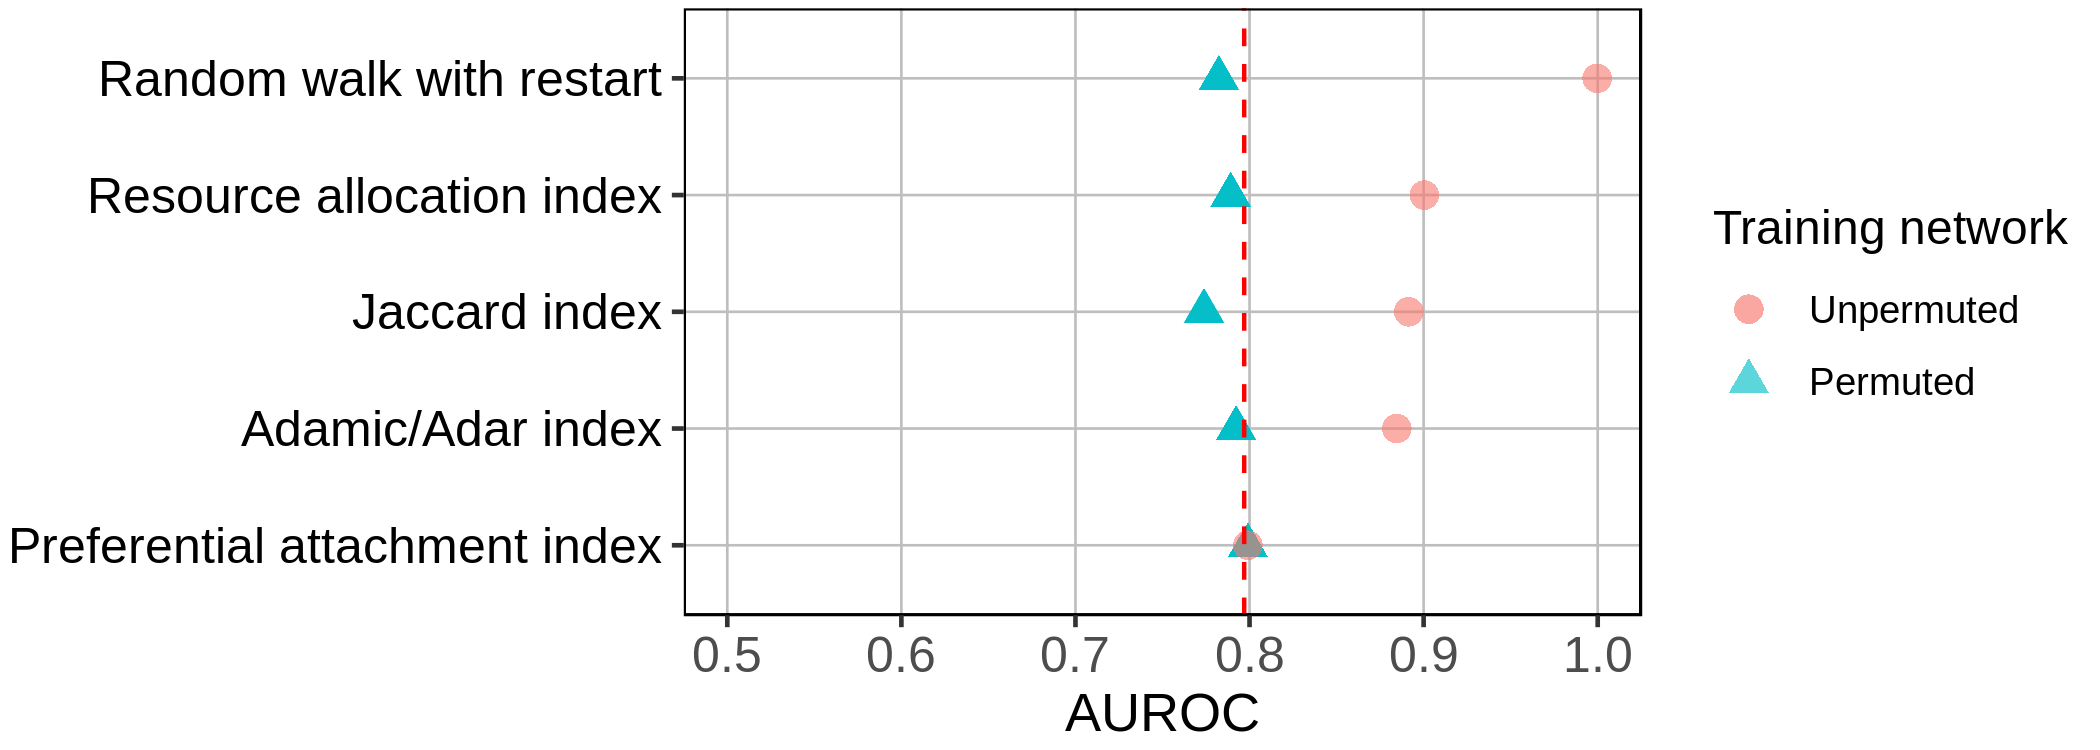 Random walk with restart
Resource allocation index
Jaccard index
Adamic/Adar index
Preferential attachment index
0.5 0.6 0.7 0.8 0.9 1.0
AUROC
Training network
Unpermuted
Permuted